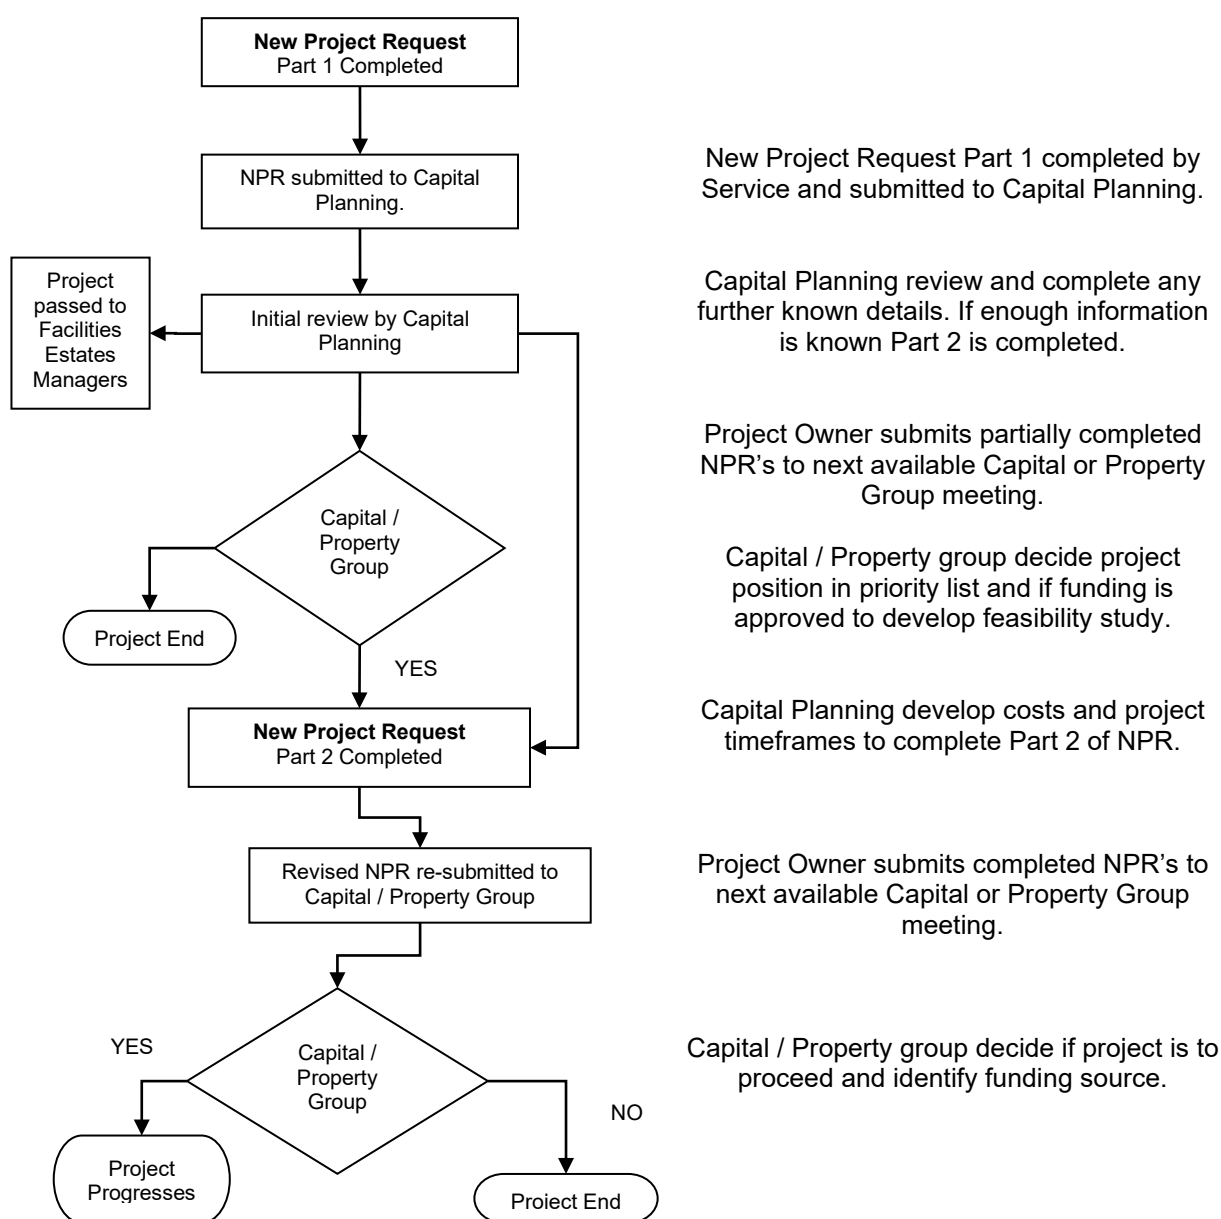 New Project Request
Part 1 Completed
NPR submitted to Capital
Planning.
New Project Request Part 1 completed by
Service and submitted to Capital Planning.
Project
passed to
Facilities
Estates
Managers
Initial review by Capital
Planning
Capital Planning review and complete any
further known details. If enough information
is known Part 2 is completed.
Project Owner submits partially completed
NPR’s to next available Capital or Property
Group meeting.
Capital /
Property
Group
Capital / Property group decide project
position in priority list and if funding is
approved to develop feasibility study.
Project End
YES
New Project Request
Part 2 Completed
Capital Planning develop costs and project
timeframes to complete Part 2 of NPR.
Revised NPR re-submitted to
Capital / Property Group
Project Owner submits completed NPR’s to
next available Capital or Property Group
meeting.
YES
Capital /
Property
Group
NO
Capital / Property group decide if project is to
proceed and identify funding source.
Project
Progresses
Project End